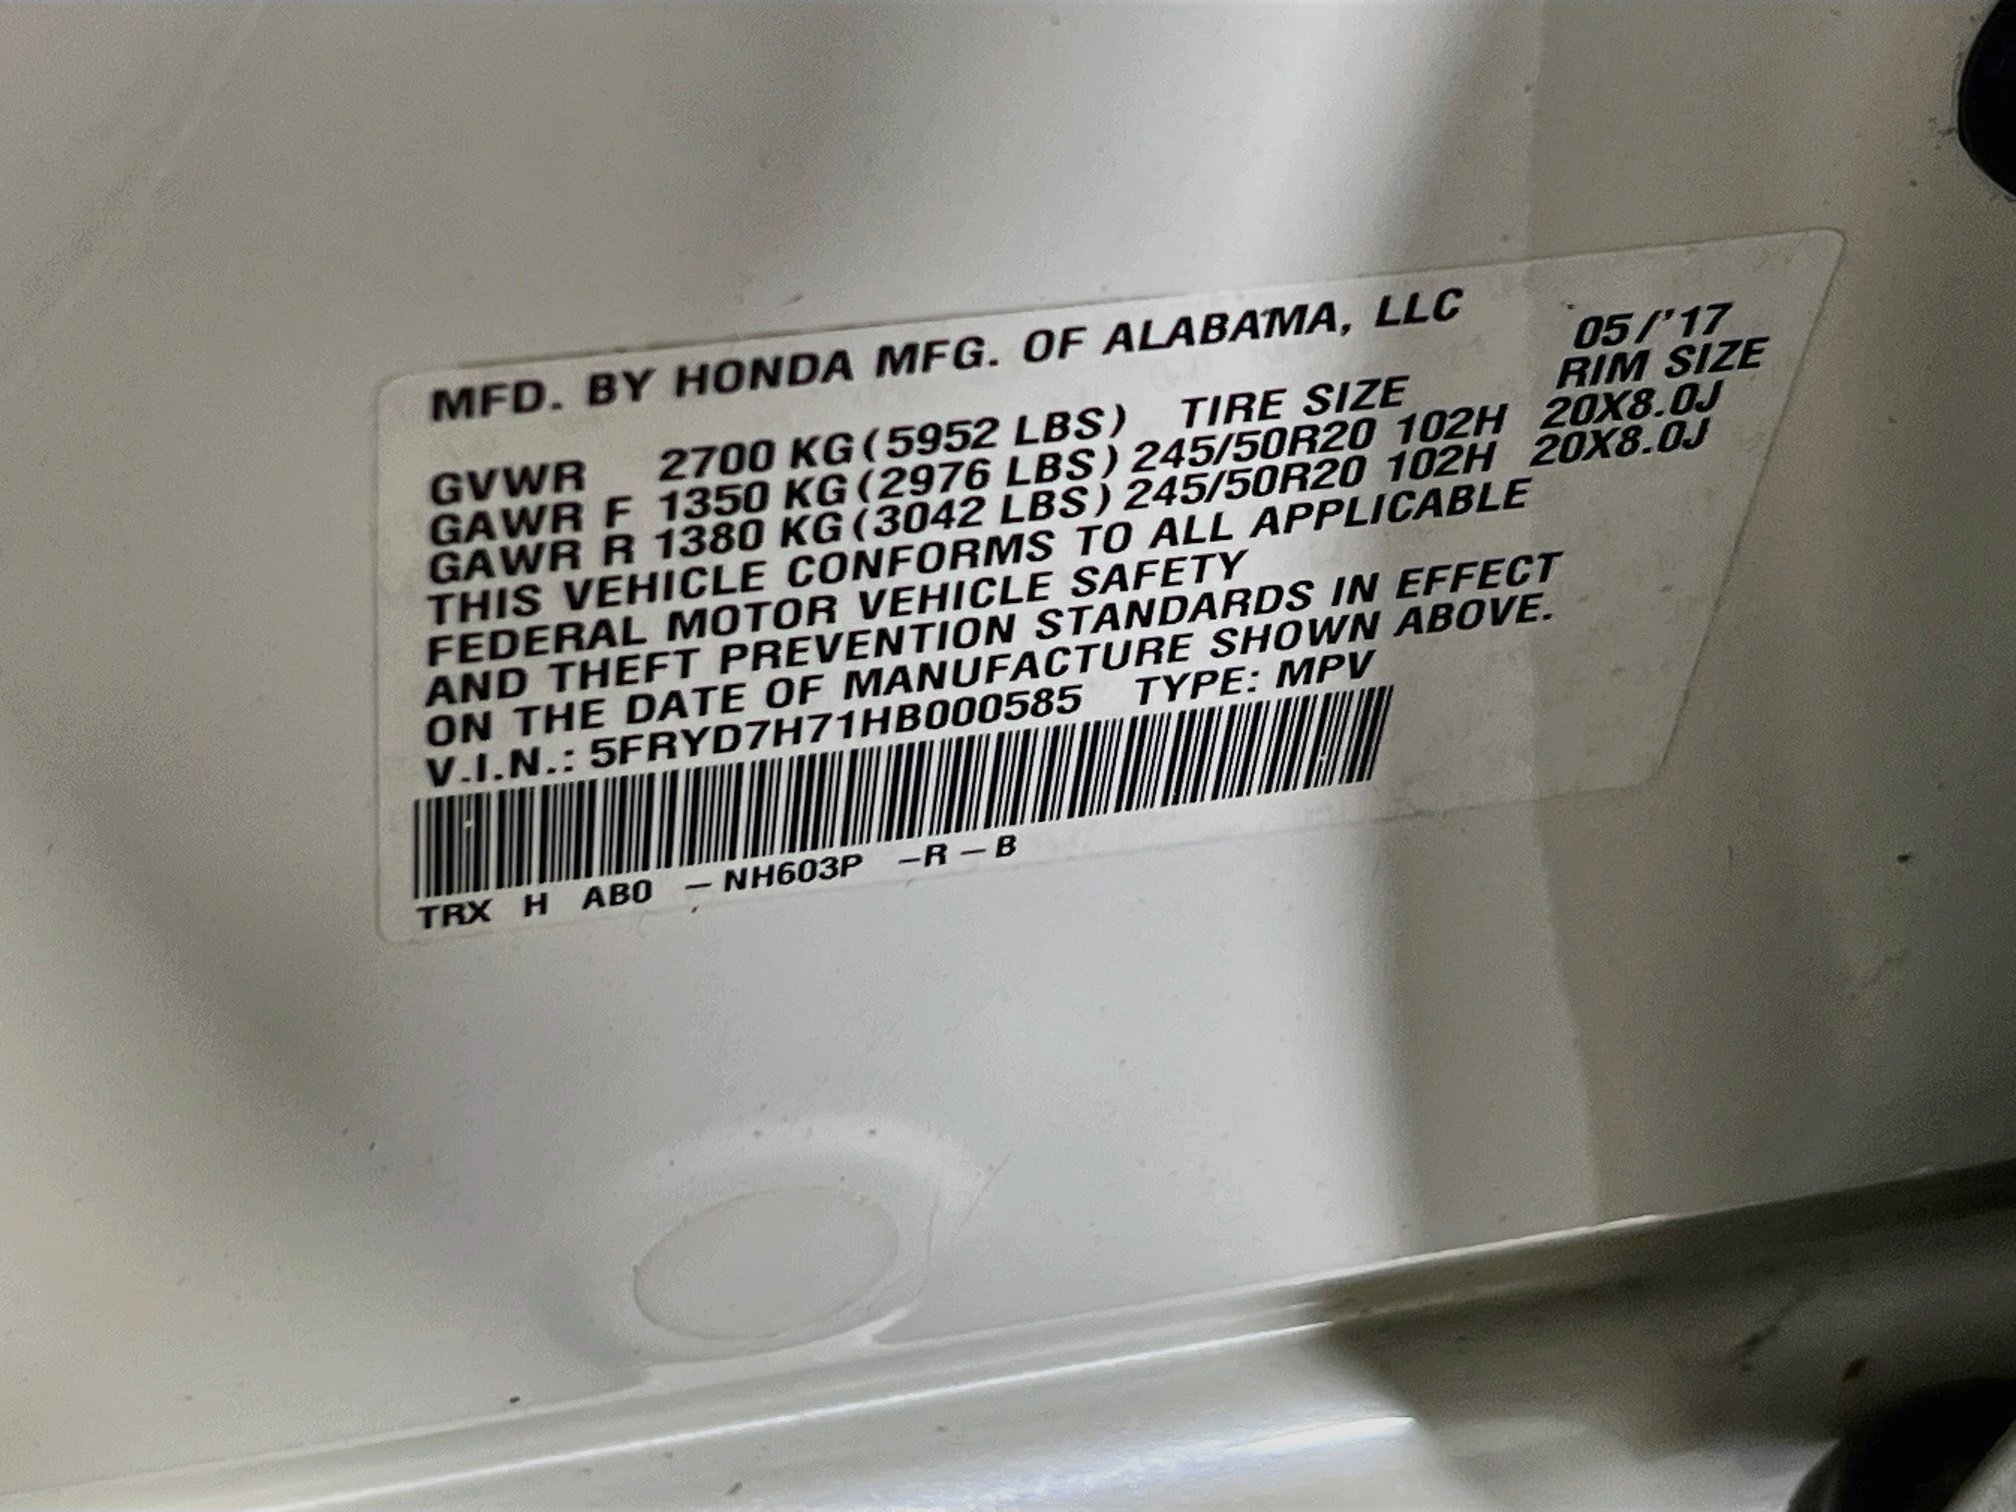 MFD. BY HONDA MFG. OF ALABAMA, LLC 05/'17
GVWR 2700 KG(5952 LBS) TIRE SIZE RIM SIZE
GAWR F 1350 KG(2976 LBS) 245/50R20 102H 20X8.0J
GAWR R 1380 KG(3042 LBS) 245/50R20 102H 20X8.0J
THIS VEHICLE CONFORMS TO ALL APPLICABLE
FEDERAL MOTOR VEHICLE SAFETY
AND THEFT PREVENTION STANDARDS IN EFFECT
ON THE DATE OF MANUFACTURE SHOWN ABOVE.
V.I.N.: 5FRYD7H71HB000585 TYPE: MPV
TRX H AB0 - NH603P -R-B